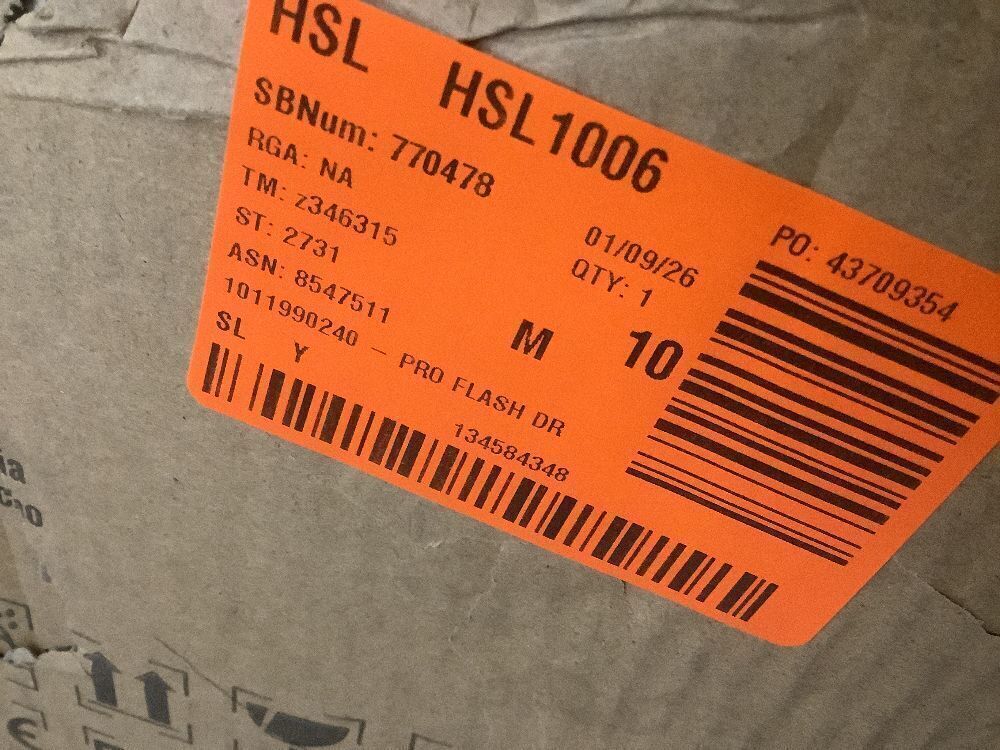 HSL HSL1006
SBNum: 770478
RGA: NA
TM: z346315
ST: 2731
ASN: 8547511
01/09/26
QTY: 1
PO: 43709354
1011990240 - PRO FLASH DR
M 10
SL Y
134584348